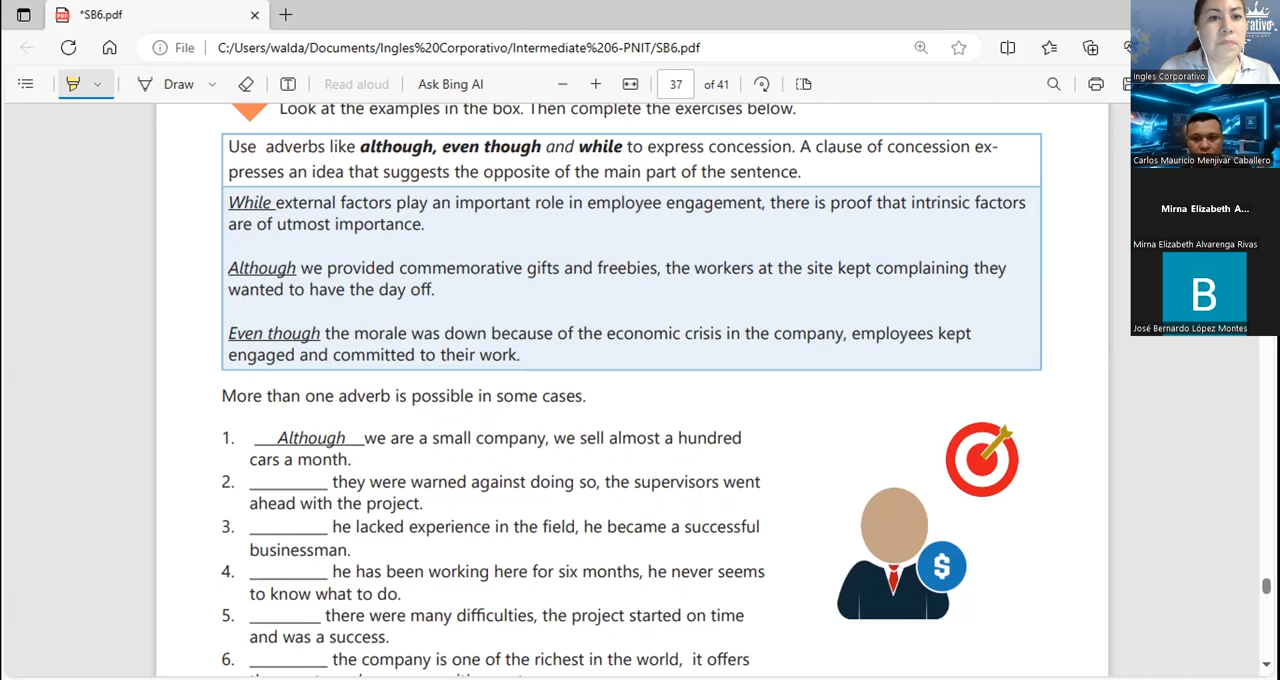 *SB6.pdf
File C:/Users/walda/Documents/Ingles%20Corporativo/Intermediate%206-PNIT/SB6.pdf
Draw Read aloud Ask Bing AI 37 of 41
Look at the examples in the box. Then complete the exercises below.
Use adverbs like although, even though and while to express concession. A clause of concession ex-
presses an idea that suggests the opposite of the main part of the sentence.
While external factors play an important role in employee engagement, there is proof that intrinsic factors
are of utmost importance.
Although we provided commemorative gifts and freebies, the workers at the site kept complaining they
wanted to have the day off.
Even though the morale was down because of the economic crisis in the company, employees kept
engaged and committed to their work.
More than one adverb is possible in some cases.
1. __Although__ we are a small company, we sell almost a hundred
cars a month.
2. ________ they were warned against doing so, the supervisors went
ahead with the project.
3. ________ he lacked experience in the field, he became a successful
businessman.
4. ________ he has been working here for six months, he never seems
to know what to do.
5. ________ there were many difficulties, the project started on time
and was a success.
6. ________ the company is one of the richest in the world, it offers
$
Ingles Corporativo
Carlos Mauricio Menjivar Caballero
Mirna Elizabeth A...
Mirna Elizabeth Alvarenga Rivas
B
José Bernardo López Montes